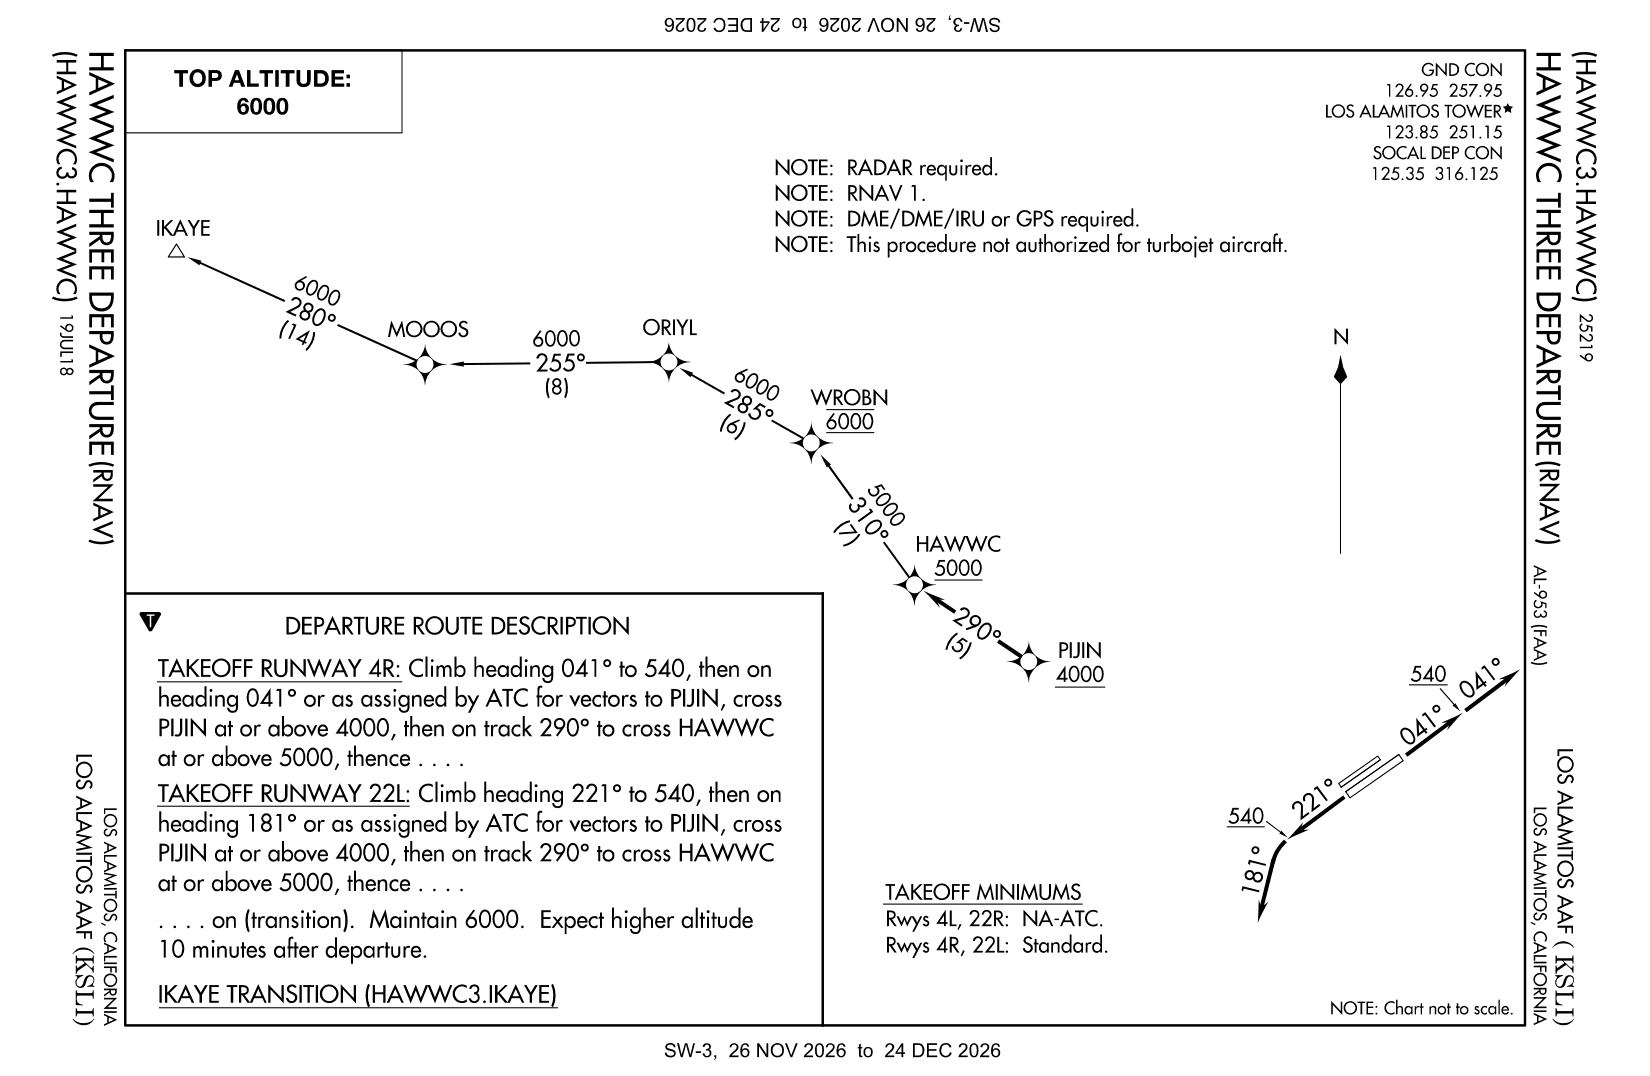 SW-3, 26 NOV 2026 to 24 DEC 2026
(HAWWC3.HAWWC) 19JUL18
HAWWC THREE DEPARTURE (RNAV)
LOS ALAMITOS AAF (KSLI)
LOS ALAMITOS, CALIFORNIA
TOP ALTITUDE:
6000
GND CON
126.95 257.95
LOS ALAMITOS TOWER★
123.85 251.15
SOCAL DEP CON
125.35 316.125
NOTE: RADAR required.
NOTE: RNAV 1.
NOTE: DME/DME/IRU or GPS required.
NOTE: This procedure not authorized for turbojet aircraft.
IKAYE
6000
280°
(14)
MOOOS
6000
255°
(8)
ORIYL
6000
285°
(6)
WROBN
6000
5000
310°
(7)
HAWWC
5000
290°
(5)
PIJIN
4000
N
540
041°
041°
221°
540
181°
T
DEPARTURE ROUTE DESCRIPTION
TAKEOFF RUNWAY 4R: Climb heading 041° to 540, then on
heading 041° or as assigned by ATC for vectors to PIJIN, cross
PIJIN at or above 4000, then on track 290° to cross HAWWC
at or above 5000, thence . . . .
TAKEOFF RUNWAY 22L: Climb heading 221° to 540, then on
heading 181° or as assigned by ATC for vectors to PIJIN, cross
PIJIN at or above 4000, then on track 290° to cross HAWWC
at or above 5000, thence . . . .
. . . . on (transition). Maintain 6000. Expect higher altitude
10 minutes after departure.
IKAYE TRANSITION (HAWWC3.IKAYE)
TAKEOFF MINIMUMS
Rwys 4L, 22R: NA-ATC.
Rwys 4R, 22L: Standard.
NOTE: Chart not to scale.
(HAWWC3.HAWWC) 25219
HAWWC THREE DEPARTURE (RNAV)
AL-953 (FAA)
LOS ALAMITOS AAF (KSLI)
LOS ALAMITOS, CALIFORNIA
SW-3, 26 NOV 2026 to 24 DEC 2026